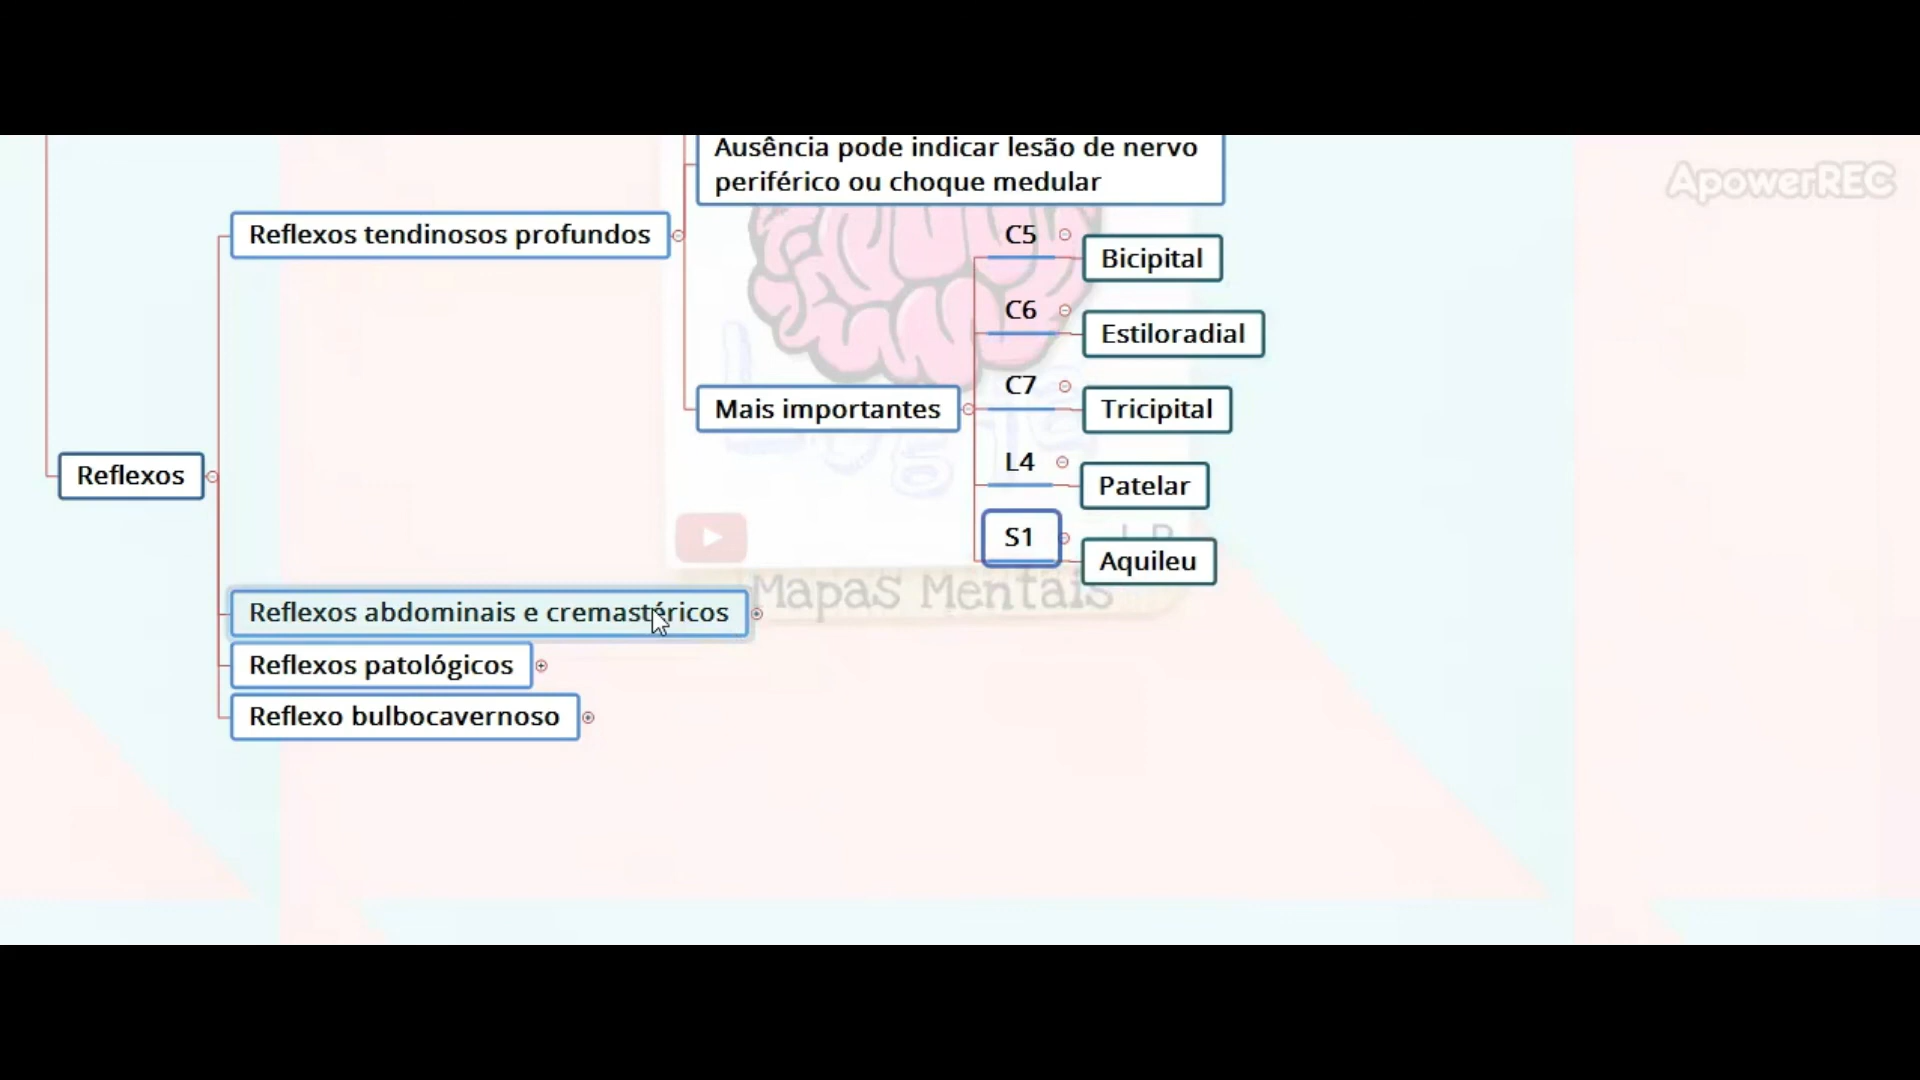 Ausência pode indicar lesão de nervo
periférico ou choque medular
ApowerREC
Reflexos tendinosos profundos
C5
Bicipital
C6
Estiloradial
C7
Tricipital
Mais importantes
L4
Patelar
Reflexos
S1
Aquileu
Mapas Mentais
Reflexos abdominais e cremastéricos
Reflexos patológicos
Reflexo bulbocavernoso